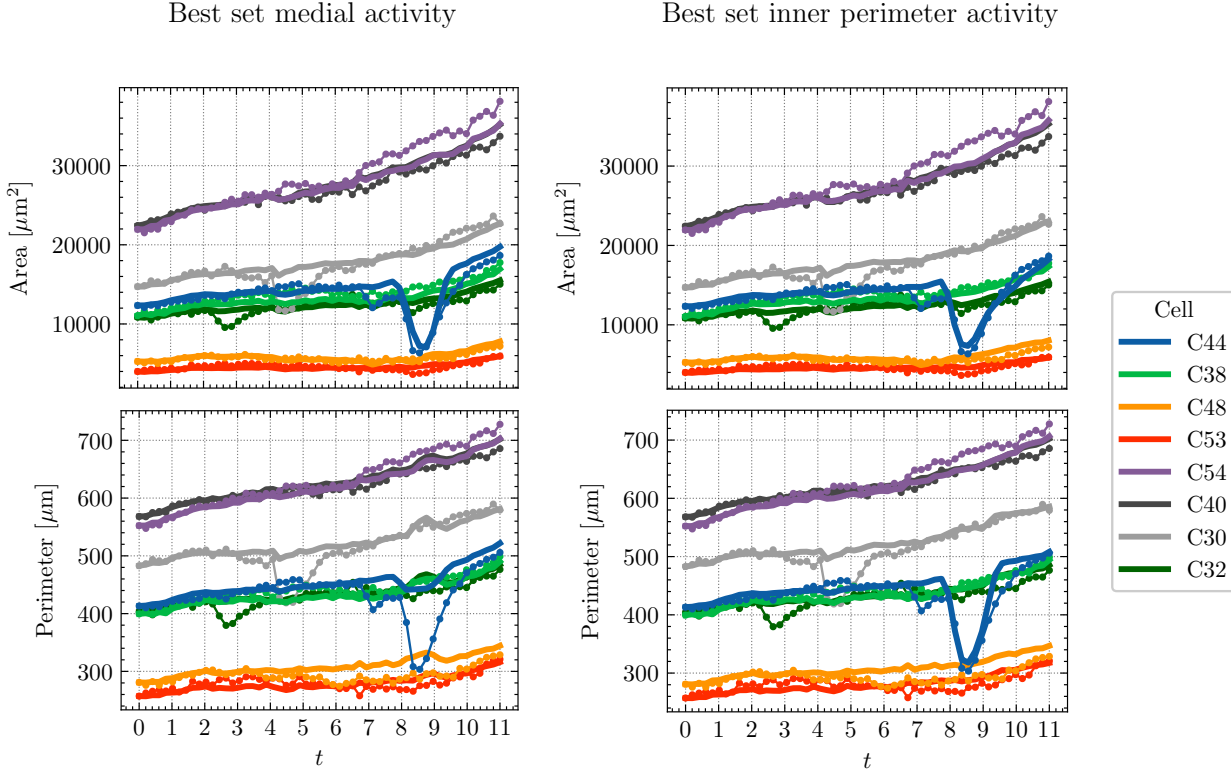 Best set medial activity
Best set inner perimeter activity
Area [μm²]
30000
20000
10000
Area [μm²]
30000
20000
10000
Perimeter [μm]
700
600
500
400
300
0 1 2 3 4 5 6 7 8 9 10 11
t
Perimeter [μm]
700
600
500
400
300
0 1 2 3 4 5 6 7 8 9 10 11
t
Cell
C44
C38
C48
C53
C54
C40
C30
C32